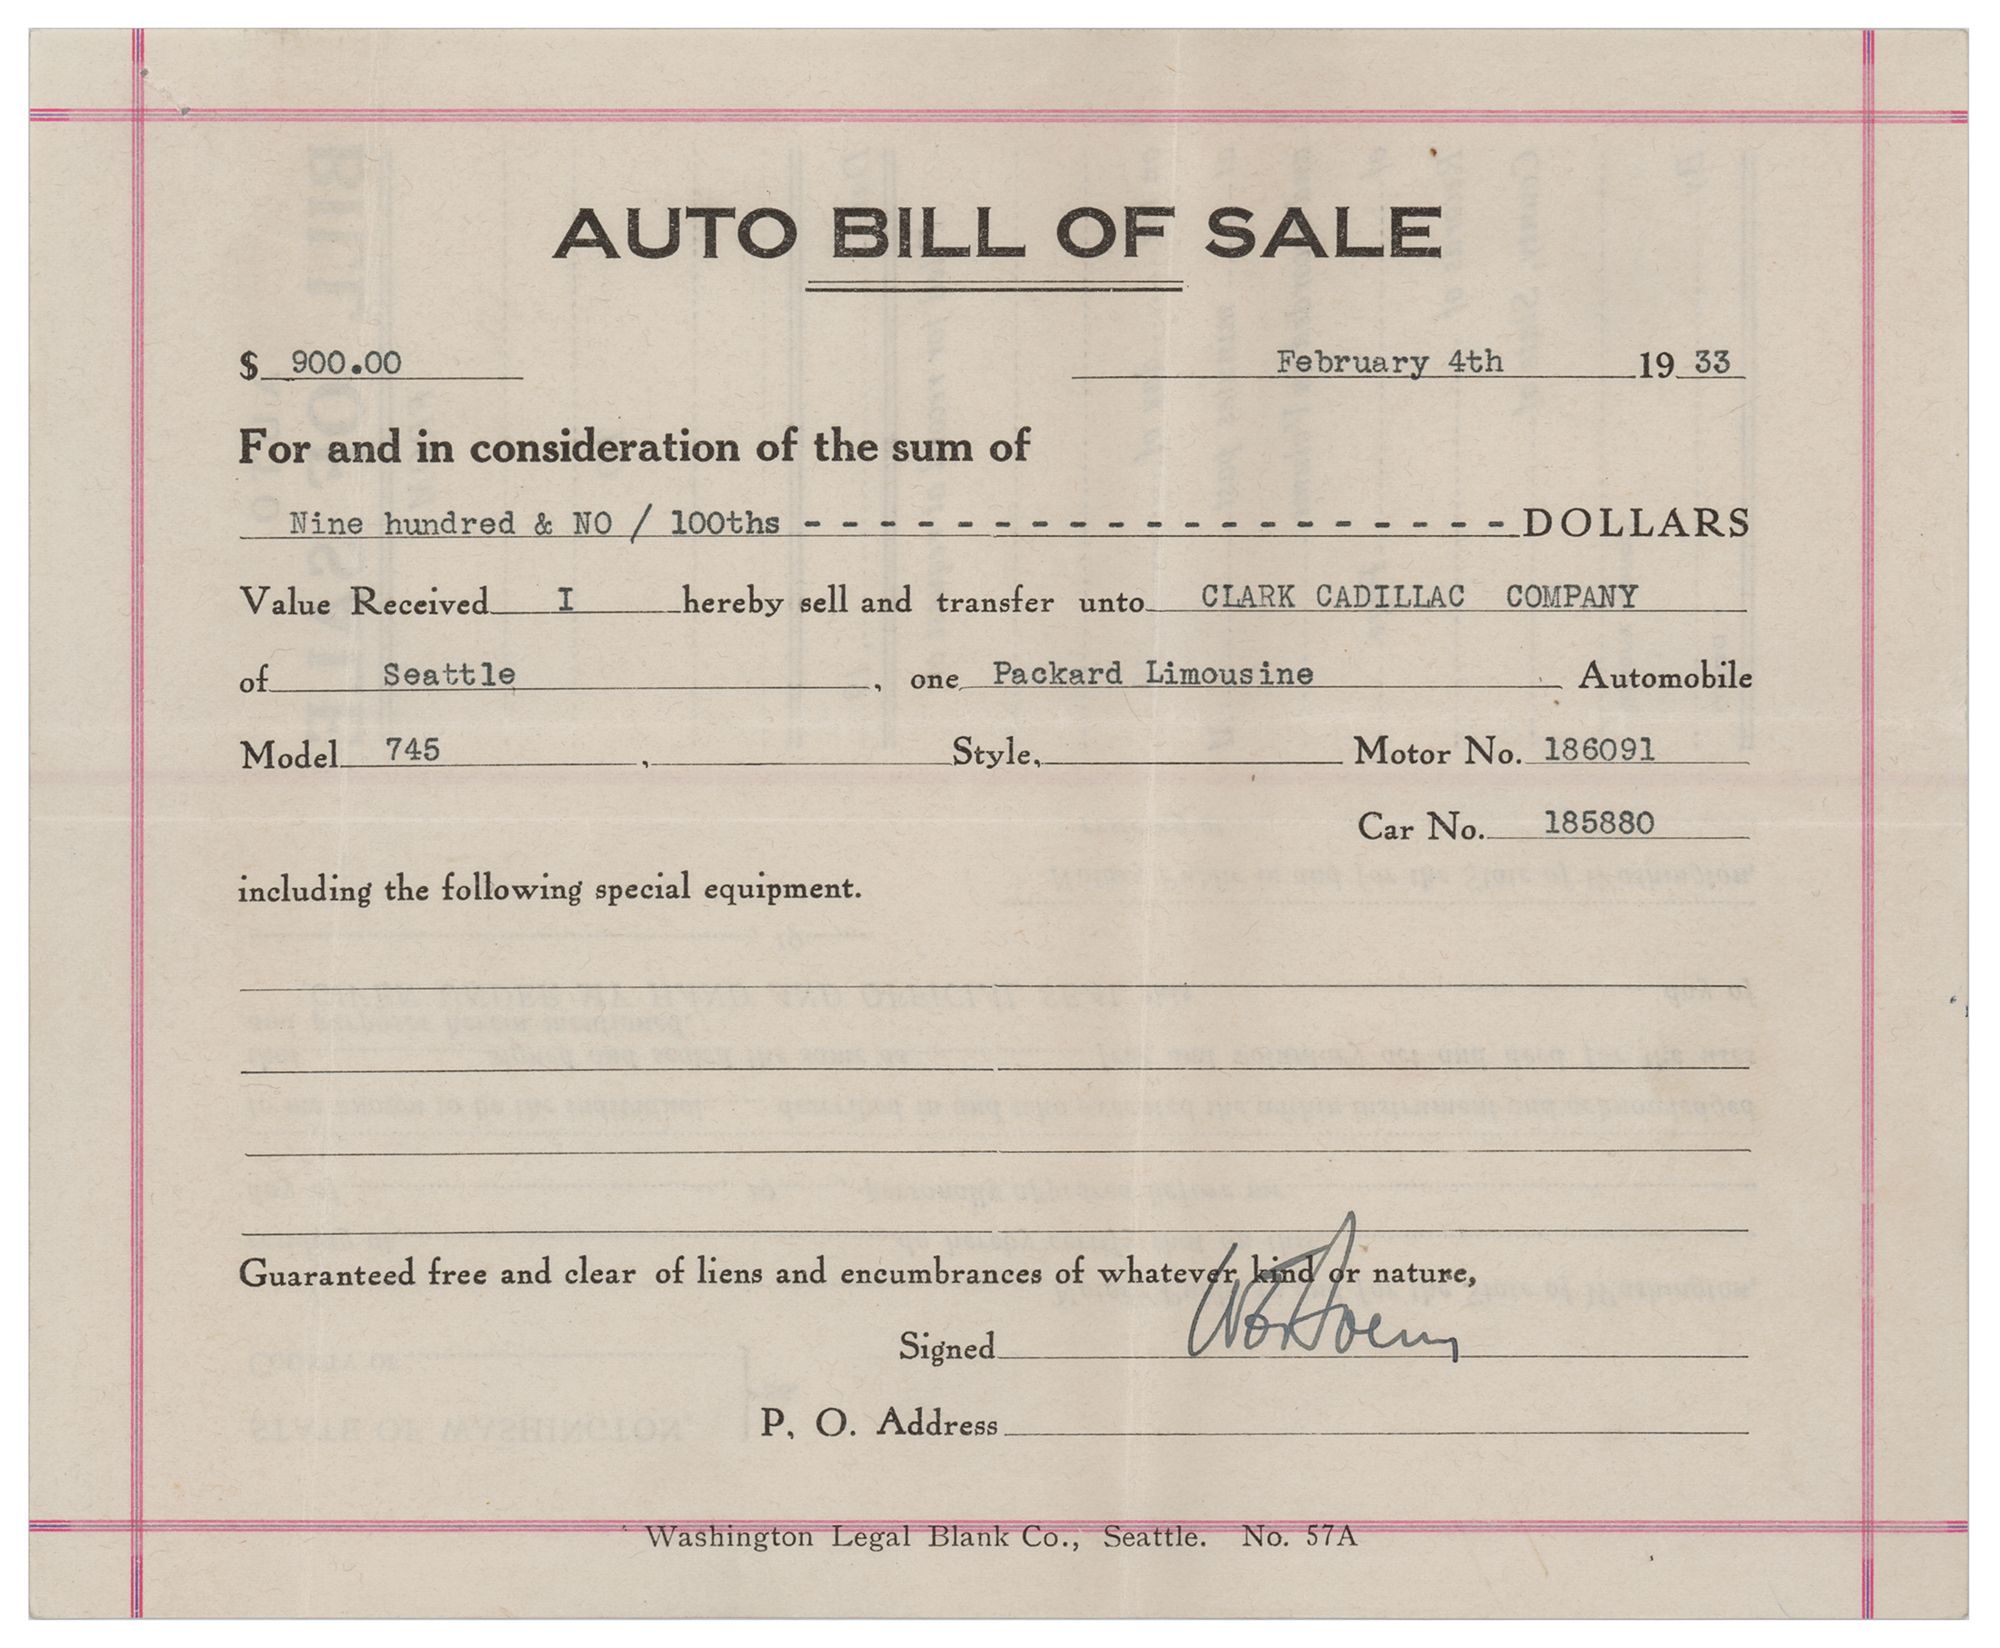 AUTO BILL OF SALE
$ 900.00 February 4th 19 33
For and in consideration of the sum of
Nine hundred & NO / 100ths - - - - - - - - - - - - - - - - - - - DOLLARS
Value Received I hereby sell and transfer unto CLARK CADILLAC COMPANY
of Seattle , one Packard Limousine Automobile
Model 745 , Style, Motor No. 186091
Car No. 185880
including the following special equipment.
Guaranteed free and clear of liens and encumbrances of whatever kind or nature,
Signed
P. O. Address
Washington Legal Blank Co., Seattle. No. 57A